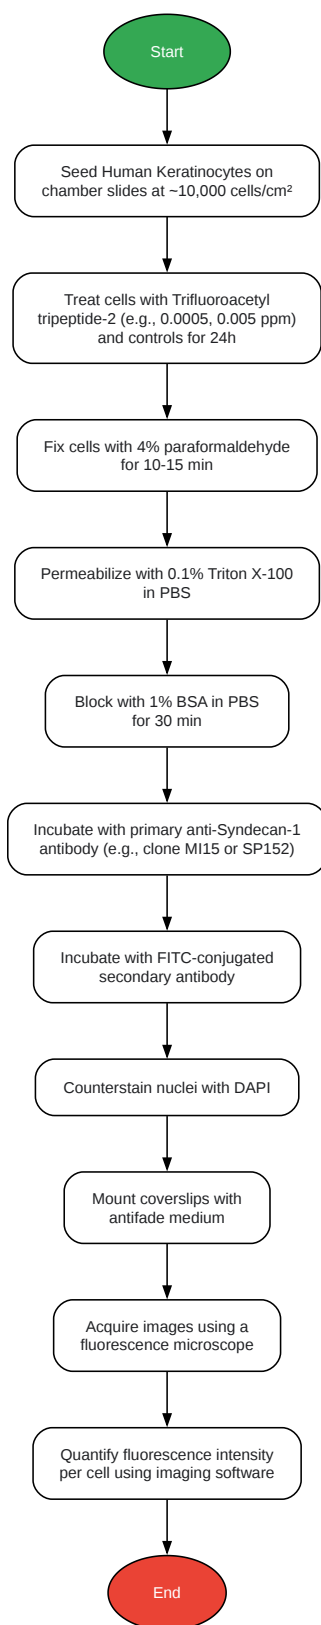 Start
Seed Human Keratinocytes on
chamber slides at ~10,000 cells/cm²
Treat cells with Trifluoroacetyl
tripeptide-2 (e.g., 0.0005, 0.005 ppm)
and controls for 24h
Fix cells with 4% paraformaldehyde
for 10-15 min
Permeabilize with 0.1% Triton X-100
in PBS
Block with 1% BSA in PBS
for 30 min
Incubate with primary anti-Syndecan-1
antibody (e.g., clone MI15 or SP152)
Incubate with FITC-conjugated
secondary antibody
Counterstain nuclei with DAPI
Mount coverslips with
antifade medium
Acquire images using a
fluorescence microscope
Quantify fluorescence intensity
per cell using imaging software
End